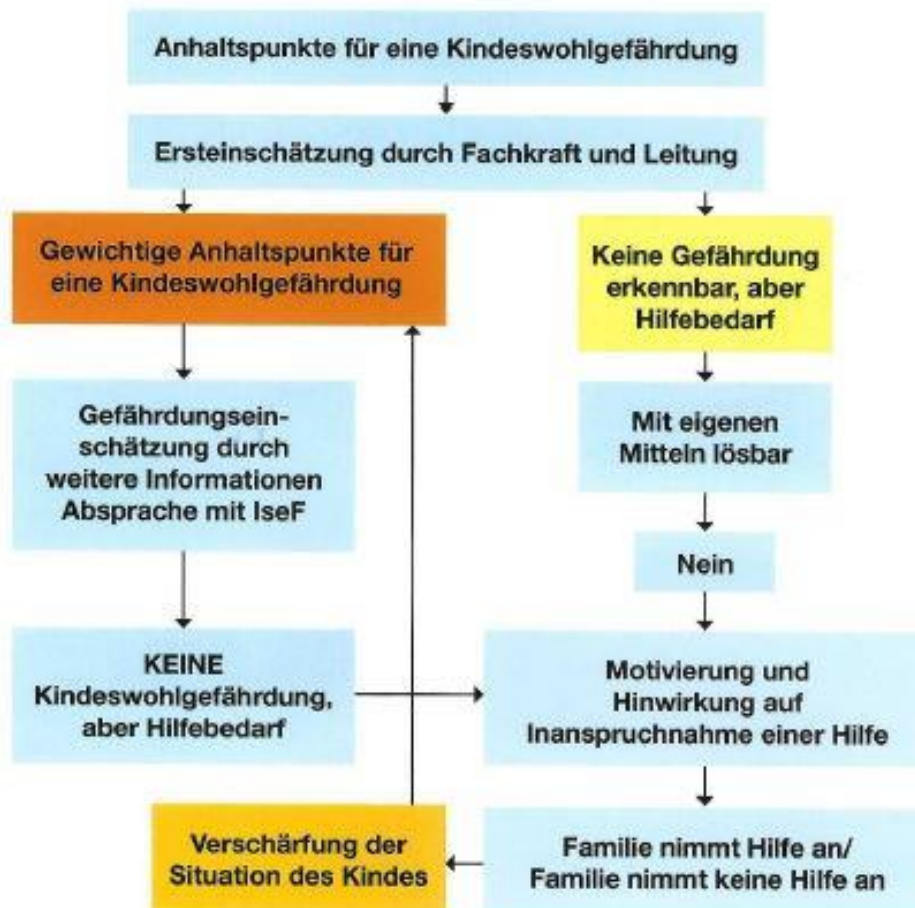 Anhaltspunkte für eine Kindeswohlgefährdung
Ersteinschätzung durch Fachkraft und Leitung
Gewichtige Anhaltspunkte für
eine Kindeswohlgefährdung
Keine Gefährdung
erkennbar, aber
Hilfebedarf
Gefährdungsein-
schätzung durch
weitere Informationen
Absprache mit IseF
Mit eigenen
Mitteln lösbar
Nein
KEINE
Kindeswohlgefährdung,
aber Hilfebedarf
Motivierung und
Hinwirkung auf
Inanspruchnahme einer Hilfe
Verschärfung der
Situation des Kindes
Familie nimmt Hilfe an/
Familie nimmt keine Hilfe an